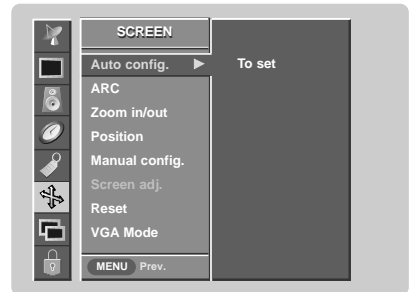 SCREEN
Auto config. ▶ To set
ARC
Zoom in/out
Position
Manual config.
Screen adj.
Reset
VGA Mode
MENU Prev.